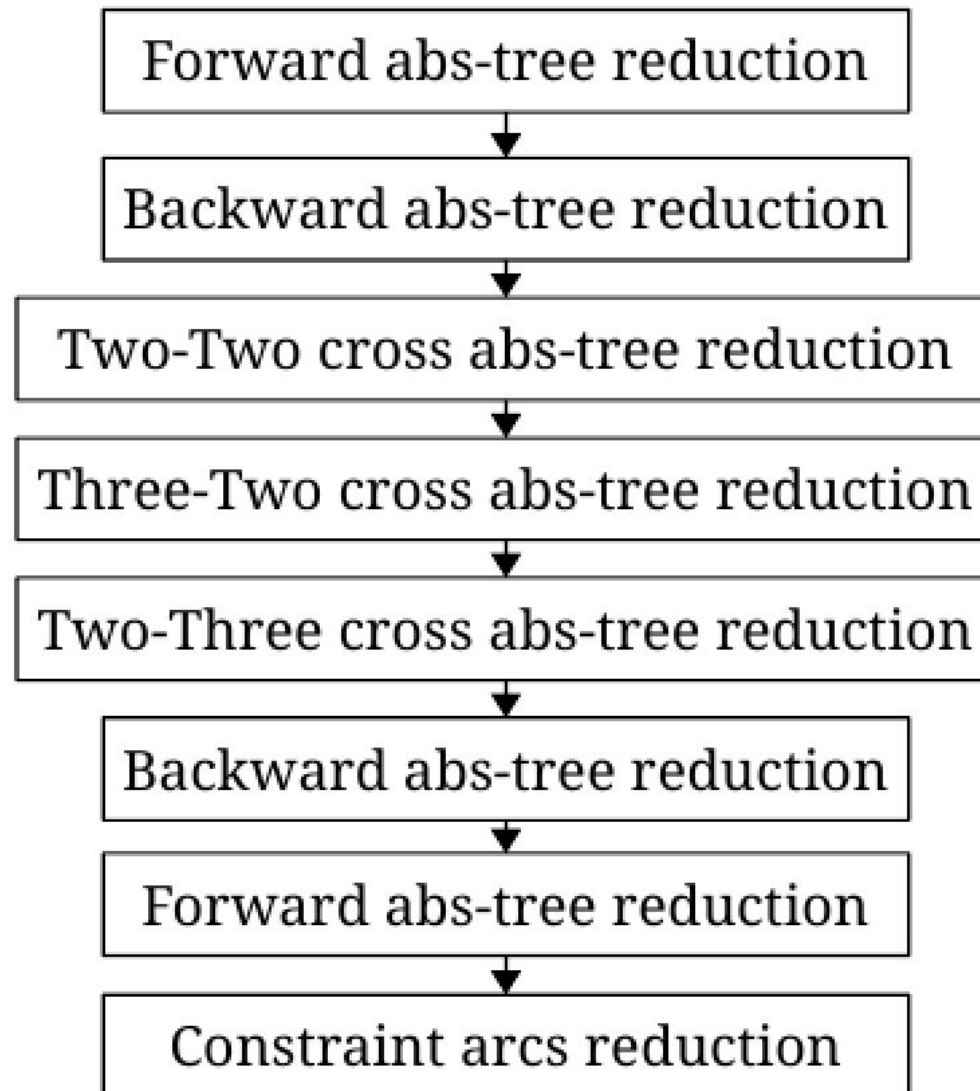 Forward abs-tree reduction
Backward abs-tree reduction
Two-Two cross abs-tree reduction
Three-Two cross abs-tree reduction
Two-Three cross abs-tree reduction
Backward abs-tree reduction
Forward abs-tree reduction
Constraint arcs reduction